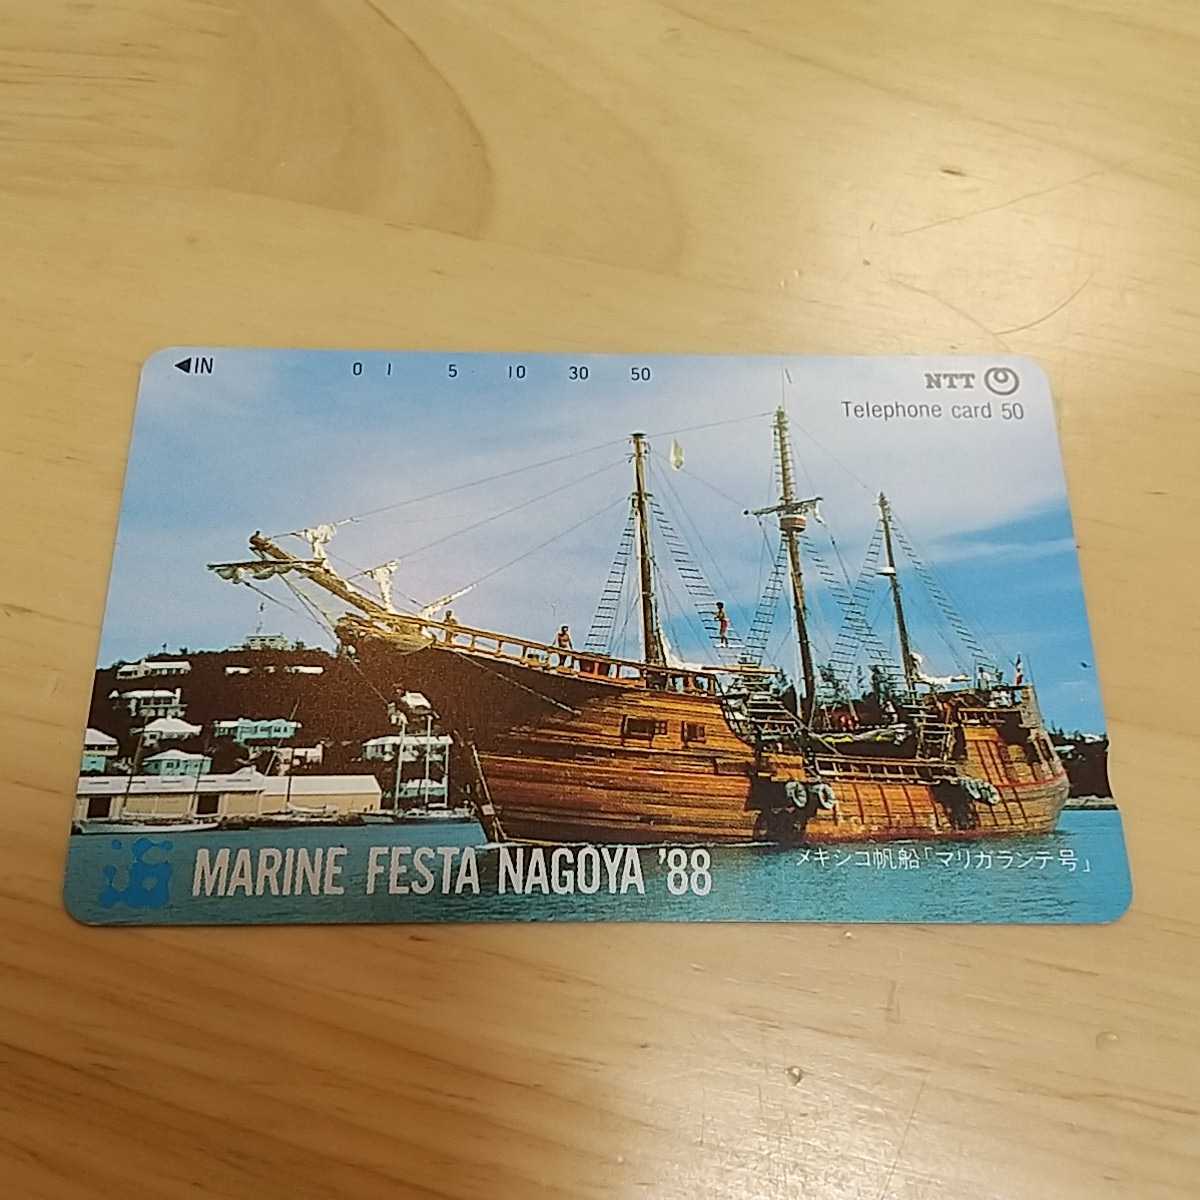 ◀IN 0 1 5 10 30 50
NTT
Telephone card 50
MARINE FESTA NAGOYA '88
メキシコ帆船「マリガランテ号」